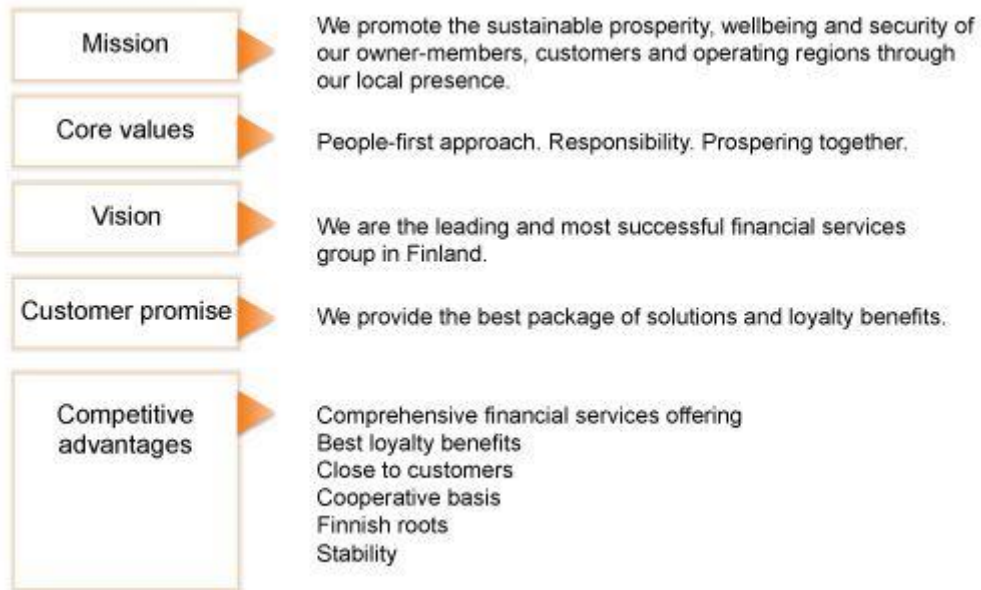 Mission
We promote the sustainable prosperity, wellbeing and security of
our owner-members, customers and operating regions through
our local presence.
Core values
People-first approach. Responsibility. Prospering together.
Vision
We are the leading and most successful financial services
group in Finland.
Customer promise
We provide the best package of solutions and loyalty benefits.
Competitive
advantages
Comprehensive financial services offering
Best loyalty benefits
Close to customers
Cooperative basis
Finnish roots
Stability